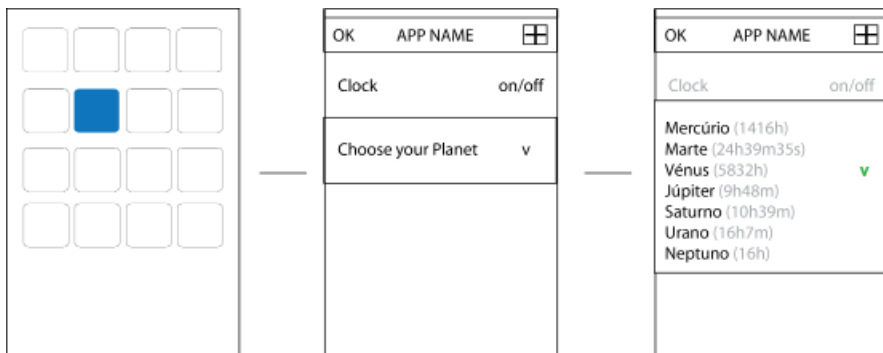 OK APP NAME
Clock on/off
Choose your Planet v
OK APP NAME
Clock on/off
Mercúrio (1416h)
Marte (24h39m35s)
Vénus (5832h) v
Júpiter (9h48m)
Saturno (10h39m)
Urano (16h7m)
Neptuno (16h)